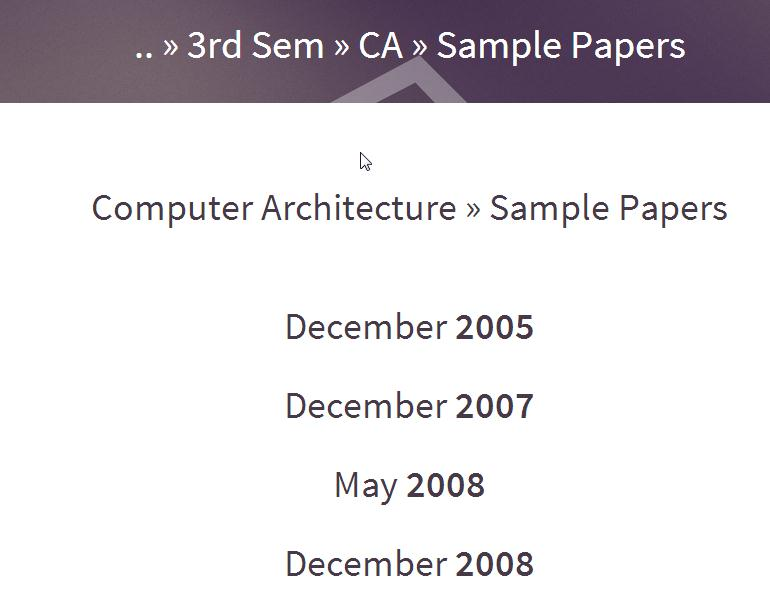 .. » 3rd Sem » CA » Sample Papers
Computer Architecture » Sample Papers
December 2005
December 2007
May 2008
December 2008